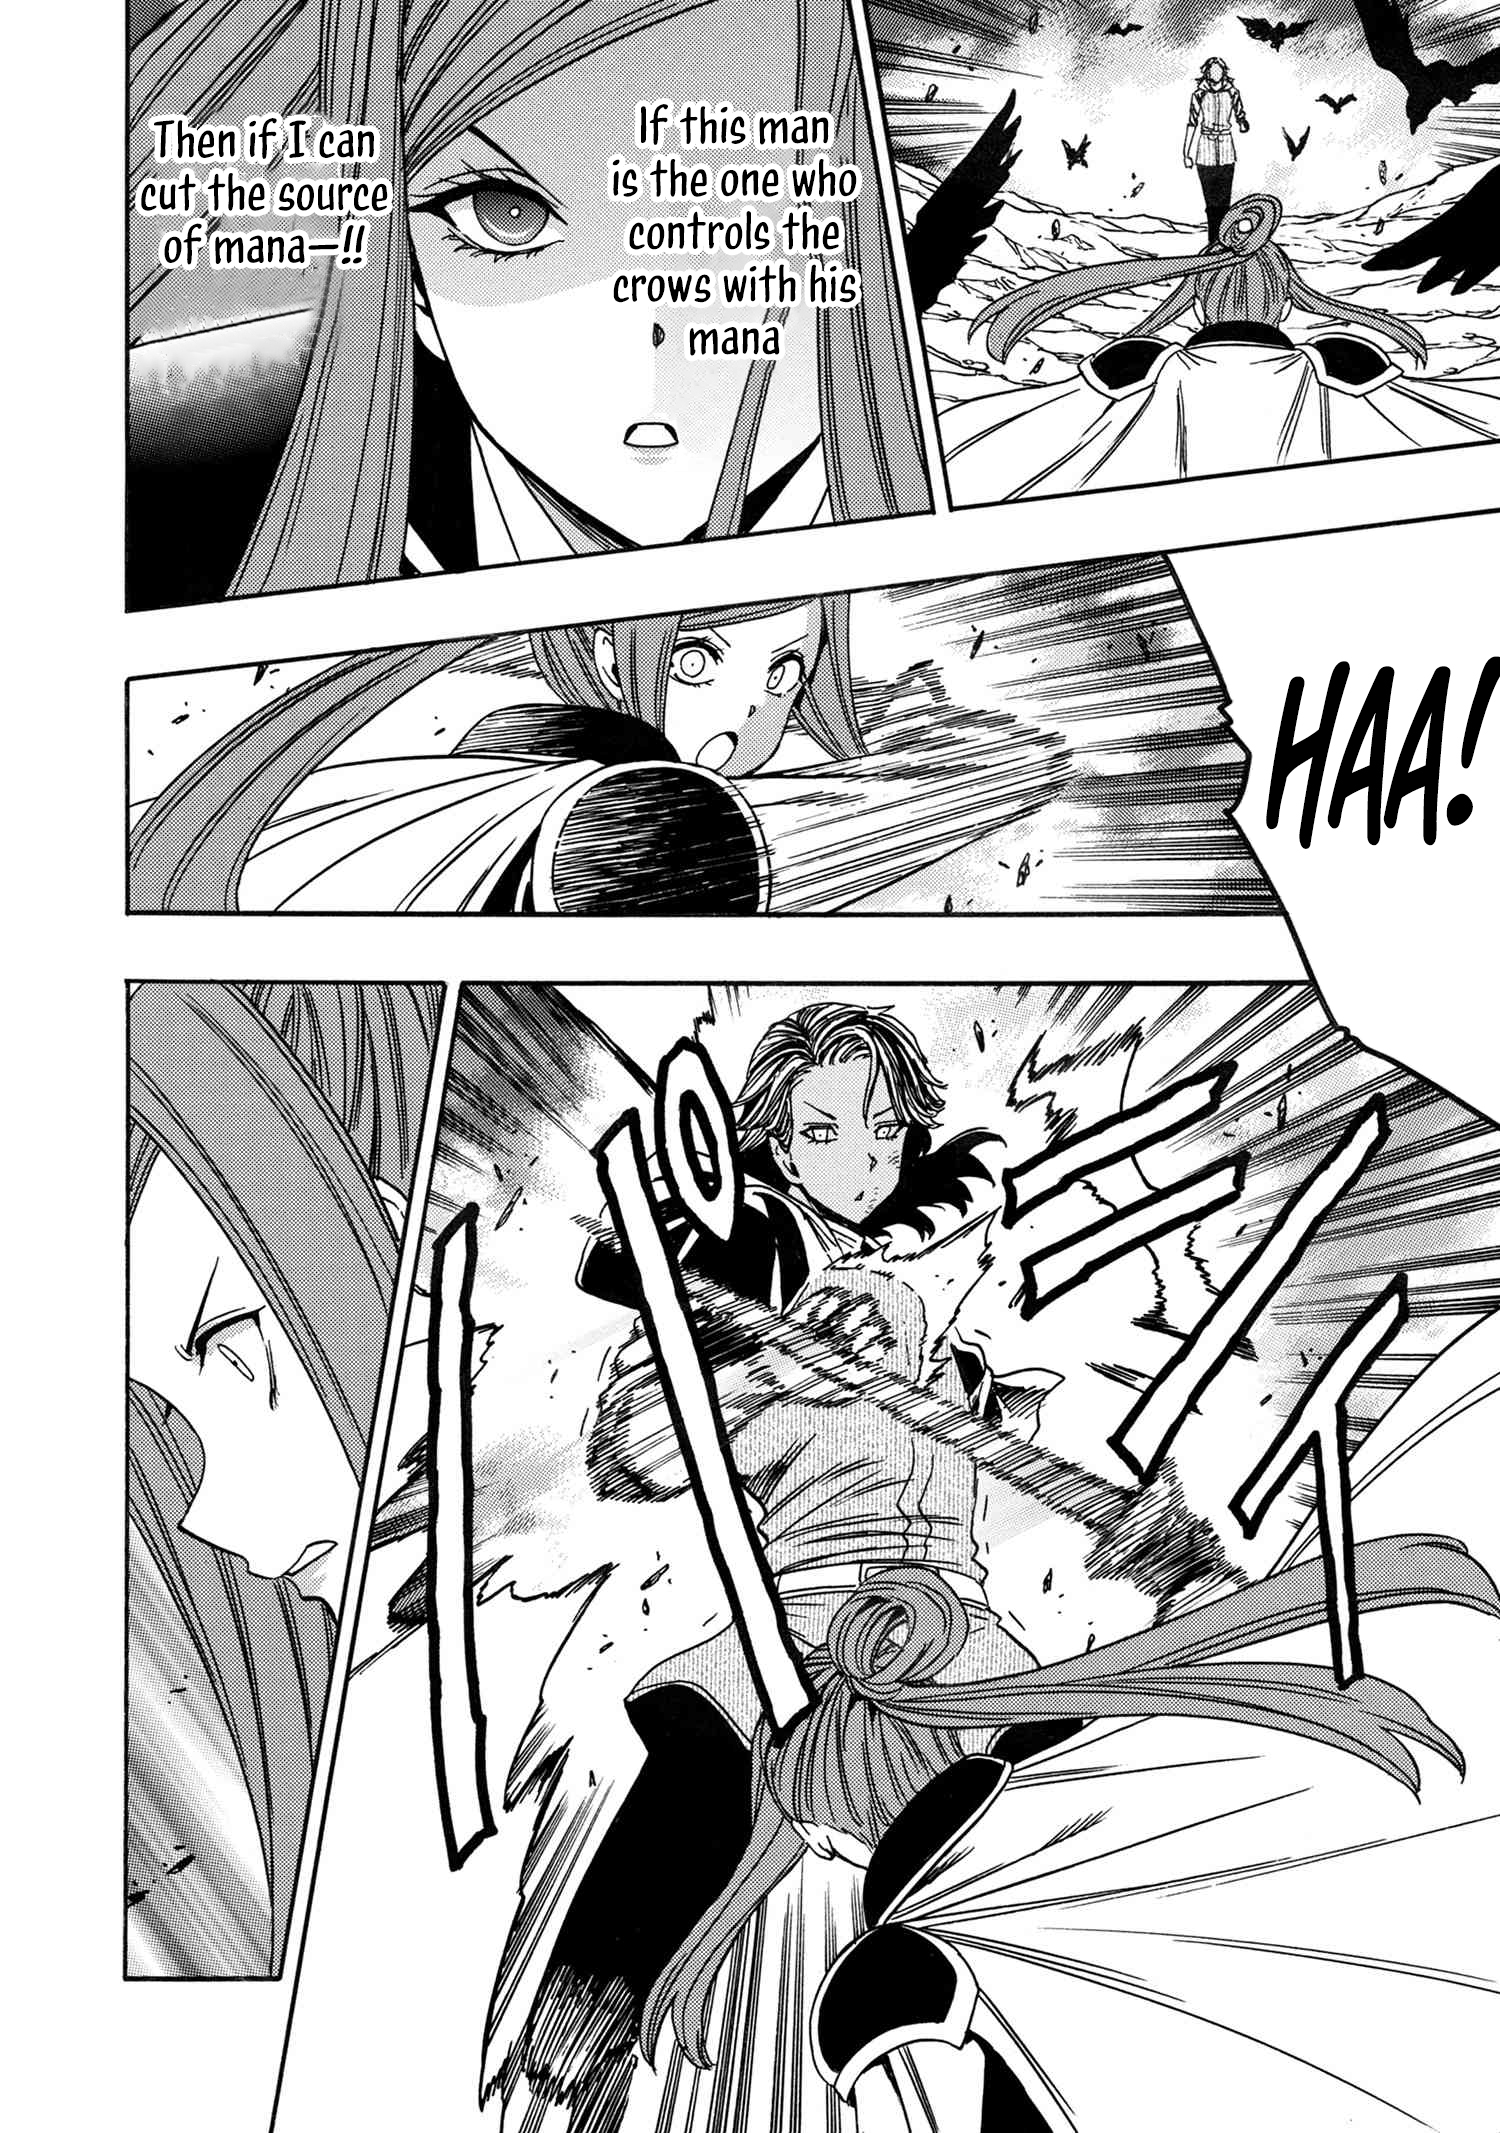 If this man
is the one who
controls the
crows with his
mana
Then if I can
cut the source
of mana—!!
HAA!